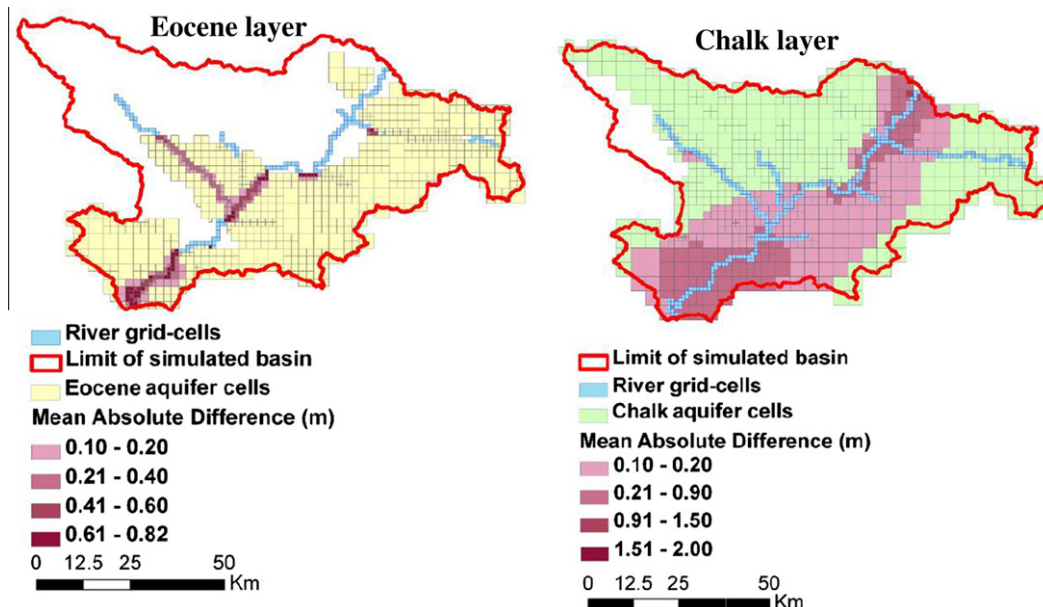 Eocene layer
River grid-cells
Limit of simulated basin
Eocene aquifer cells
Mean Absolute Difference (m)
0.10 - 0.20
0.21 - 0.40
0.41 - 0.60
0.61 - 0.82
0 12.5 25 50
Km
Chalk layer
Limit of simulated basin
River grid-cells
Chalk aquifer cells
Mean Absolute Difference (m)
0.10 - 0.20
0.21 - 0.90
0.91 - 1.50
1.51 - 2.00
0 12.5 25 50
Km